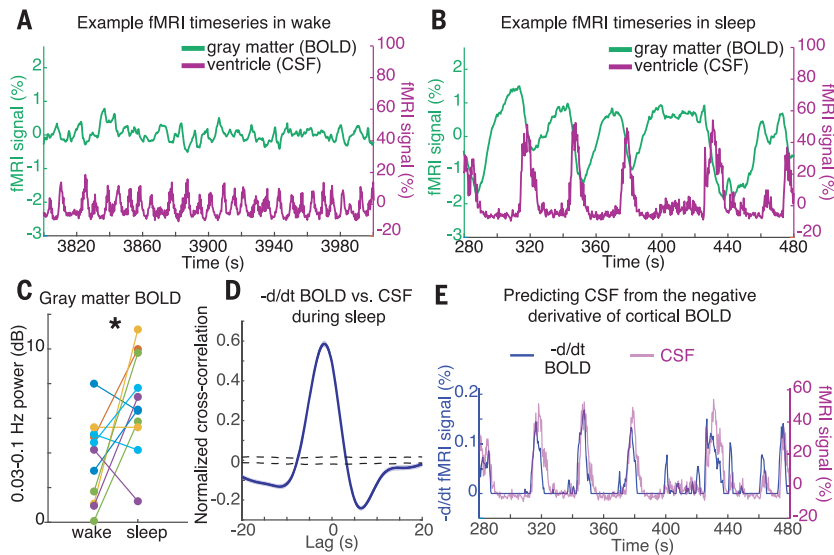 A
Example fMRI timeseries in wake
gray matter (BOLD)
ventricle (CSF)
fMRI signal (%)
2
1
0
-1
-2
-3
100
80
60
40
20
0
-20
fMRI signal (%)
3820 3860 3900 3940 3980
Time (s)
B
Example fMRI timeseries in sleep
gray matter (BOLD)
ventricle (CSF)
fMRI signal (%)
2
1
0
-1
-2
-3
100
80
60
40
20
0
-20
fMRI signal (%)
280 320 360 400 440 480
Time (s)
C
Gray matter BOLD
*
0.03-0.1 Hz power (dB)
10
0
wake sleep
D
-d/dt BOLD vs. CSF
during sleep
Normalized cross-correlation
0.6
0.4
0.2
0
-0.2
-20 0 20
Lag (s)
E
Predicting CSF from the negative
derivative of cortical BOLD
-d/dt
BOLD
CSF
-d/dt fMRI signal (%)
0.2
0.1
0
60
40
20
0
-20
fMRI signal (%)
280 320 360 400 440 480
Time (s)